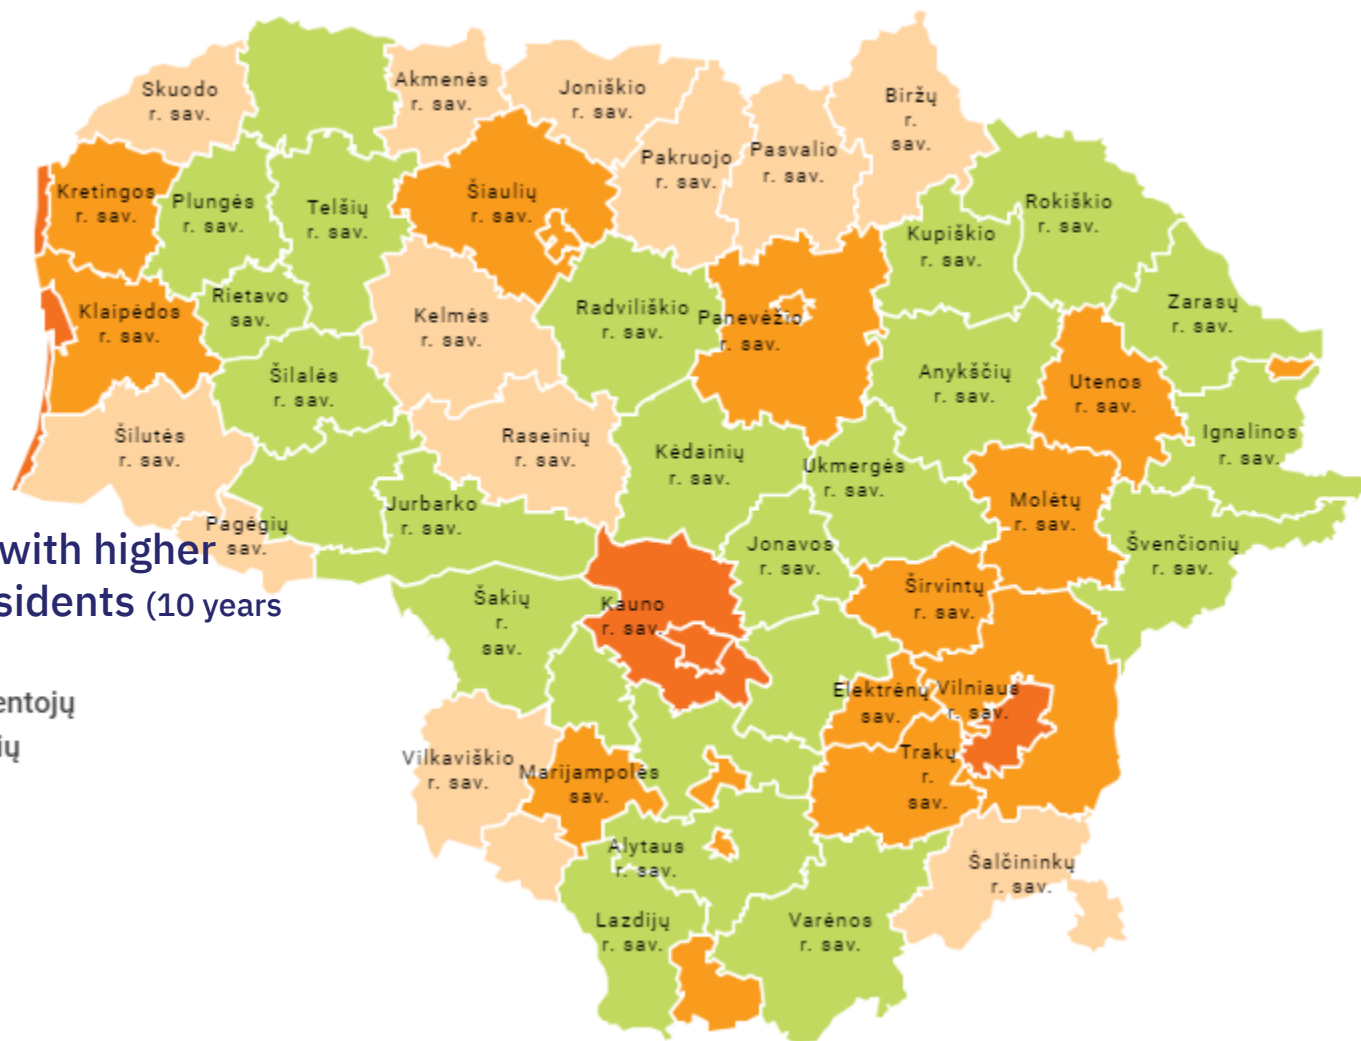 Skuodo
r. sav.
Akmenės
r. sav.
Joniškio
r. sav.
Biržų
r.
sav.
Pakruojo
r. sav.
Pasvalio
r. sav.
Kretingos
r. sav.
Plungės
r. sav.
Telšių
r. sav.
Šiaulių
r. sav.
Kupiškio
r. sav.
Rokiškio
r. sav.
Klaipėdos
r. sav.
Rietavo
sav.
Kelmės
r. sav.
Radviliškio
r. sav.
Panevėžio
r. sav.
Zarasų
r. sav.
Šilalės
r. sav.
Anykščių
r. sav.
Utenos
r. sav.
Šilutės
r. sav.
Raseinių
r. sav.
Kėdainių
r. sav.
Ukmergės
r. sav.
Ignalinos
r. sav.
Pagėgių
sav.
Jurbarko
r. sav.
Jonavos
r. sav.
Molėtų
r. sav.
Švenčionių
r. sav.
with higher
sidents (10 years
Šakių
r.
sav.
Kauno
r. sav.
Širvintų
r. sav.
entojų
ių
Elektrėnų
sav.
Vilniaus
r. sav.
Vilkaviškio
r. sav.
Marijampolės
sav.
Trakų
r.
sav.
Alytaus
r. sav.
Šalčininkų
r. sav.
Lazdijų
r. sav.
Varėnos
r. sav.